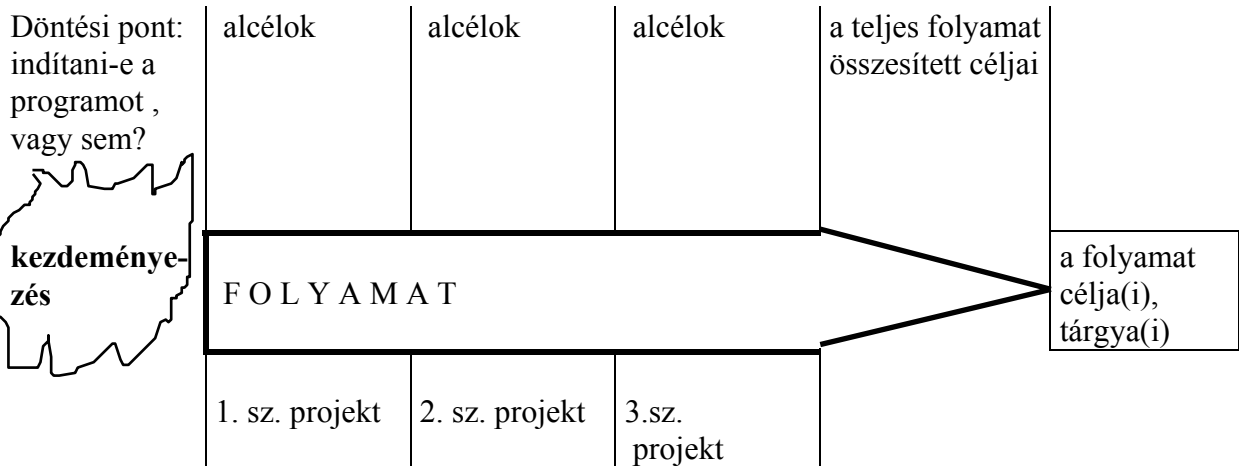 Döntési pont:
indítani-e a
programot ,
vagy sem?
alcélok
alcélok
alcélok
a teljes folyamat
összesített céljai
kezdeménye-
zés
F O L Y A M A T
a folyamat
célja(i),
tárgya(i)
1. sz. projekt
2. sz. projekt
3.sz.
projekt